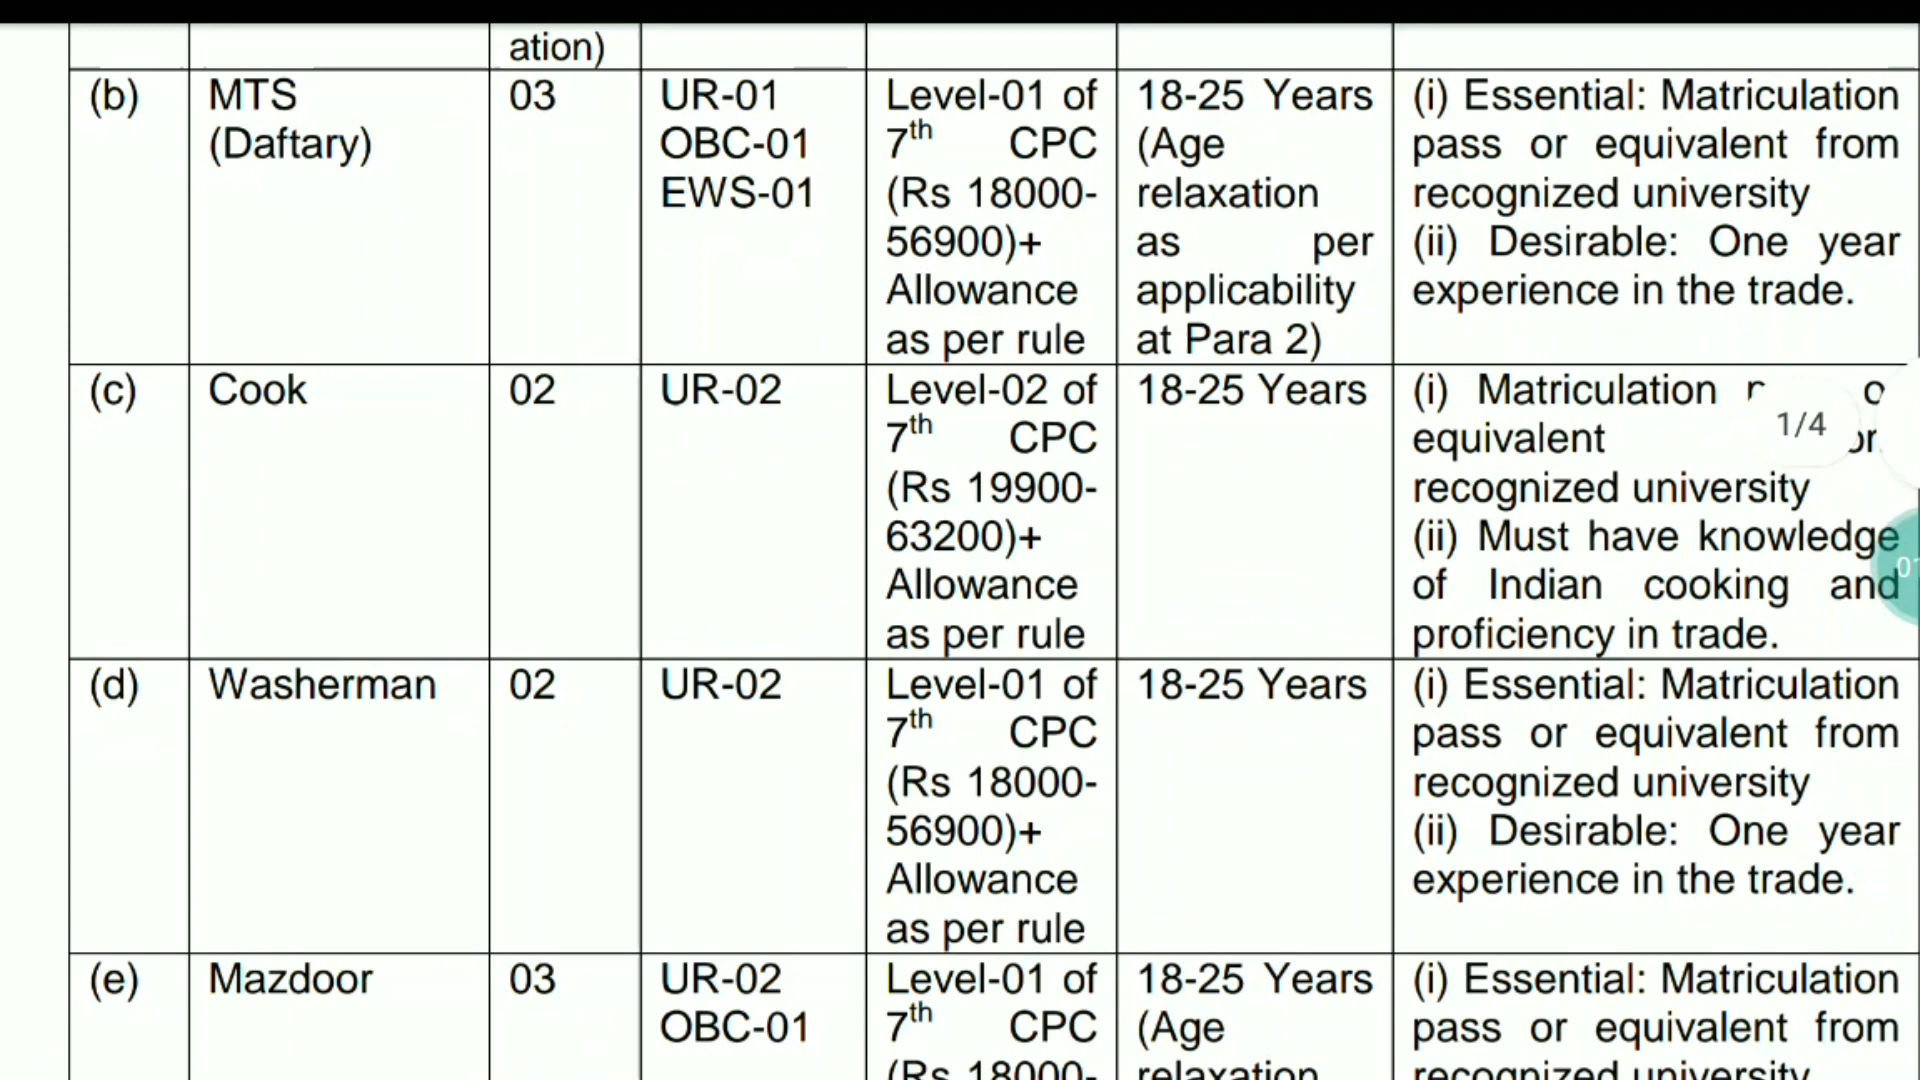 ation)
(b) MTS (Daftary) 03 UR-01 OBC-01 EWS-01
Level-01 of
7th CPC
(Rs 18000-
56900)+
Allowance
as per rule
18-25 Years
(Age
relaxation
as per
applicability
at Para 2)
(i) Essential: Matriculation
pass or equivalent from
recognized university
(ii) Desirable: One year
experience in the trade.
(c) Cook 02 UR-02
Level-02 of
7th CPC
(Rs 19900-
63200)+
Allowance
as per rule
18-25 Years
(i) Matriculation
equivalent
recognized university
(ii) Must have knowledge
of Indian cooking and
proficiency in trade.
1/4
01
(d) Washerman 02 UR-02
Level-01 of
7th CPC
(Rs 18000-
56900)+
Allowance
as per rule
18-25 Years
(i) Essential: Matriculation
pass or equivalent from
recognized university
(ii) Desirable: One year
experience in the trade.
(e) Mazdoor 03 UR-02 OBC-01
Level-01 of
7th CPC
(Rs 18000-
18-25 Years
(Age
relaxation
(i) Essential: Matriculation
pass or equivalent from
recognized university